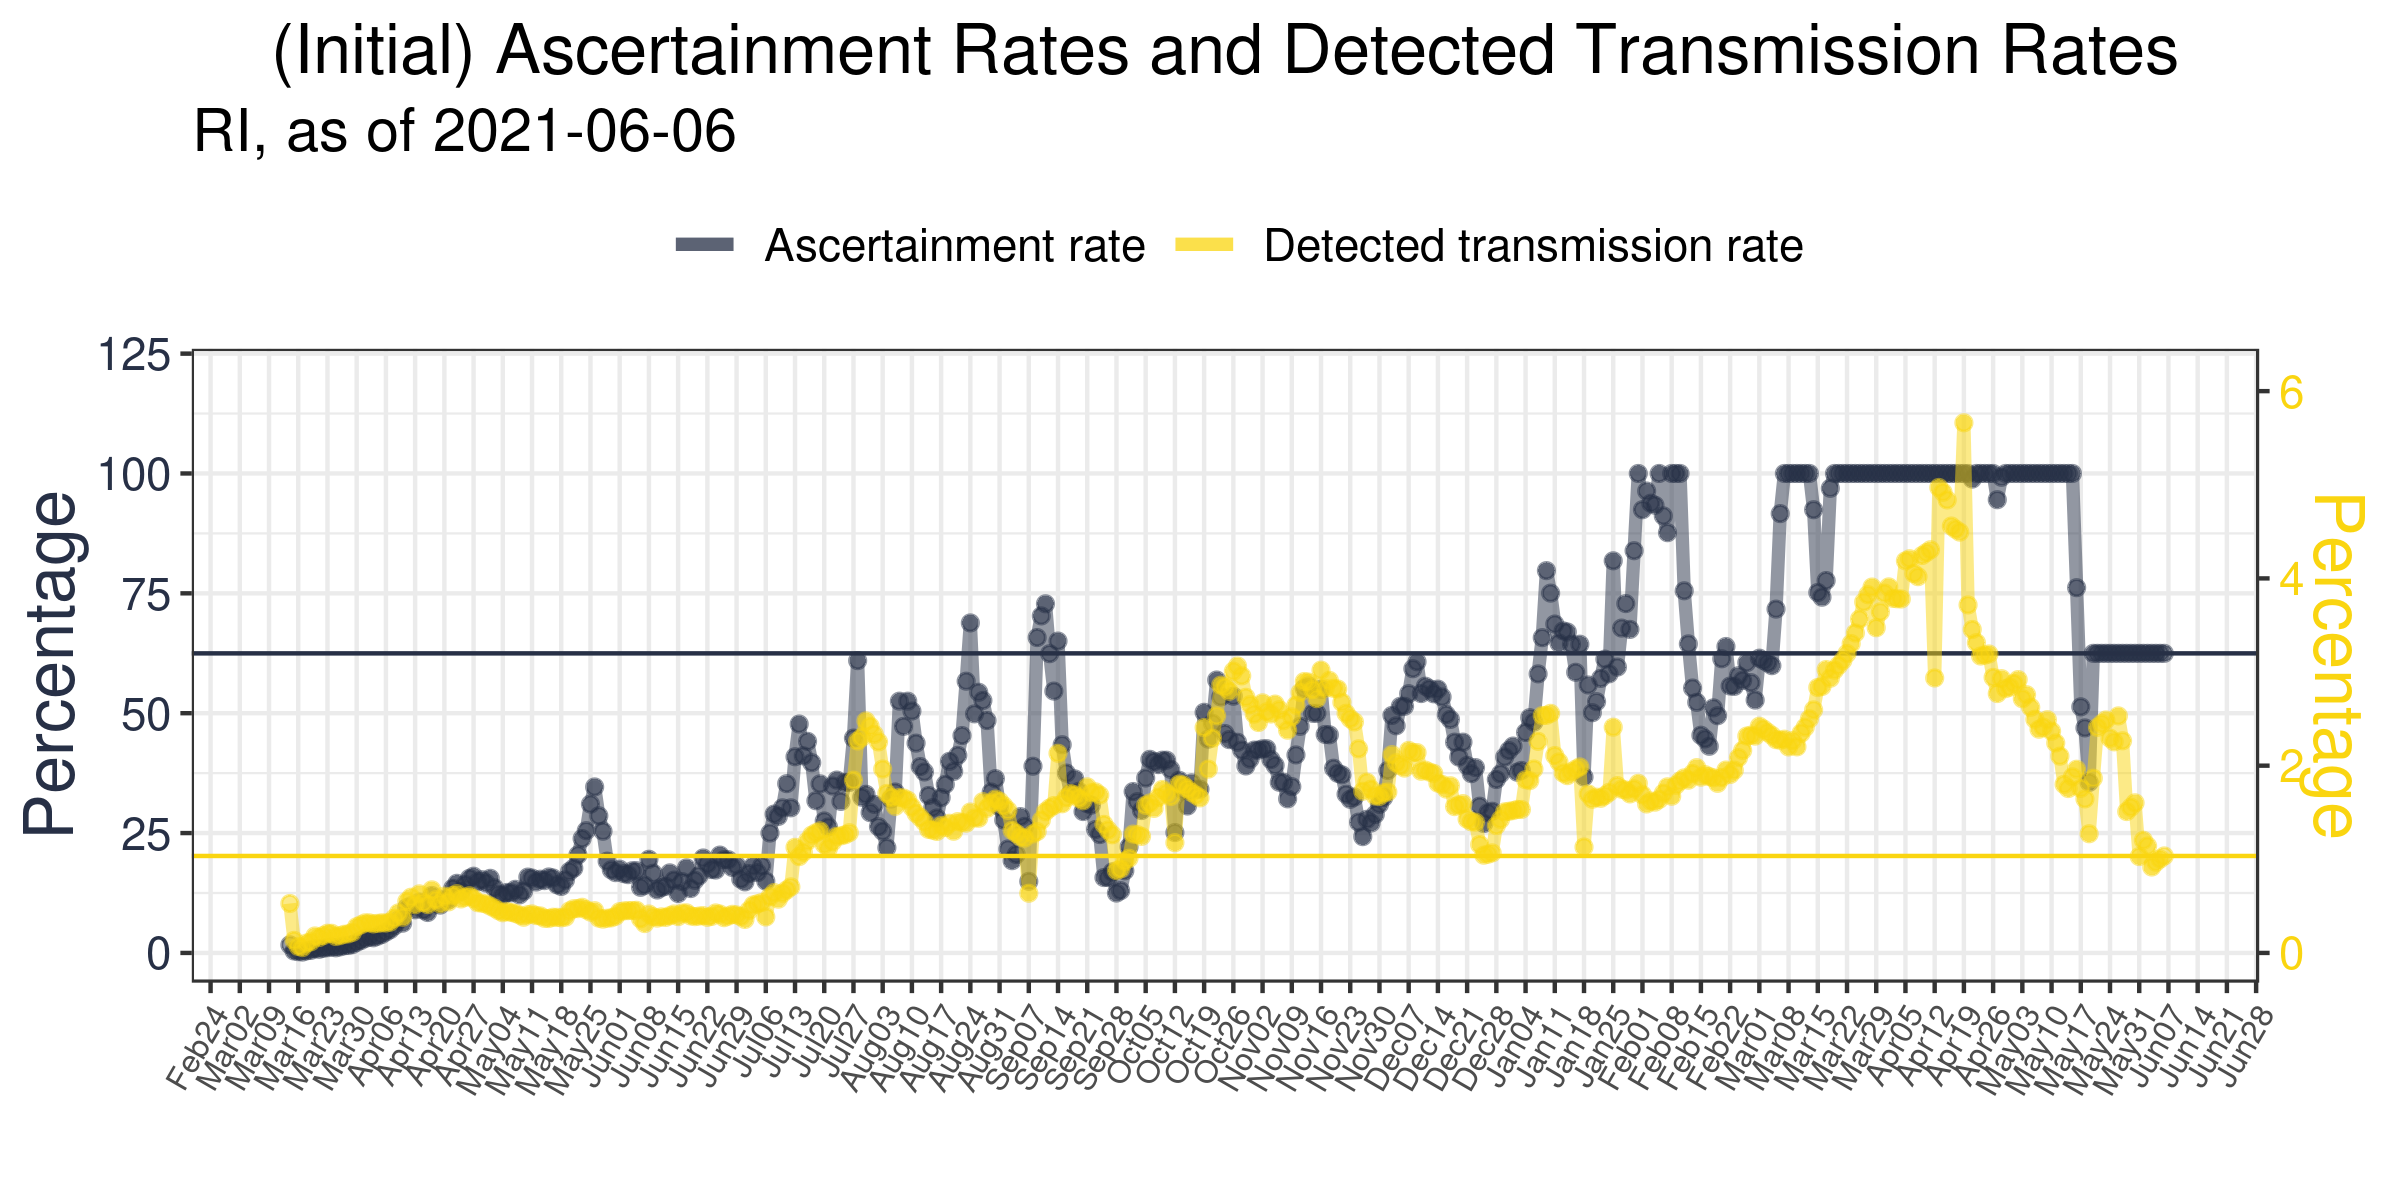 (Initial) Ascertainment Rates and Detected Transmission Rates
RI, as of 2021-06-06
Ascertainment rate
Detected transmission rate
125
100
75
50
25
0
Percentage
6
4
2
0
Percentage
Feb24
Mar02
Mar09
Mar16
Mar23
Mar30
Apr06
Apr13
Apr20
Apr27
May04
May11
May18
May25
Jun01
Jun08
Jun15
Jun22
Jun29
Jul06
Jul13
Jul20
Jul27
Aug03
Aug10
Aug17
Aug24
Aug31
Sep07
Sep14
Sep21
Sep28
Oct05
Oct12
Oct19
Oct26
Nov02
Nov09
Nov16
Nov23
Nov30
Dec07
Dec14
Dec21
Dec28
Jan04
Jan11
Jan18
Jan25
Feb01
Feb08
Feb15
Feb22
Mar01
Mar08
Mar15
Mar22
Mar29
Apr05
Apr12
Apr19
Apr26
May03
May10
May17
May24
May31
Jun07
Jun14
Jun21
Jun28